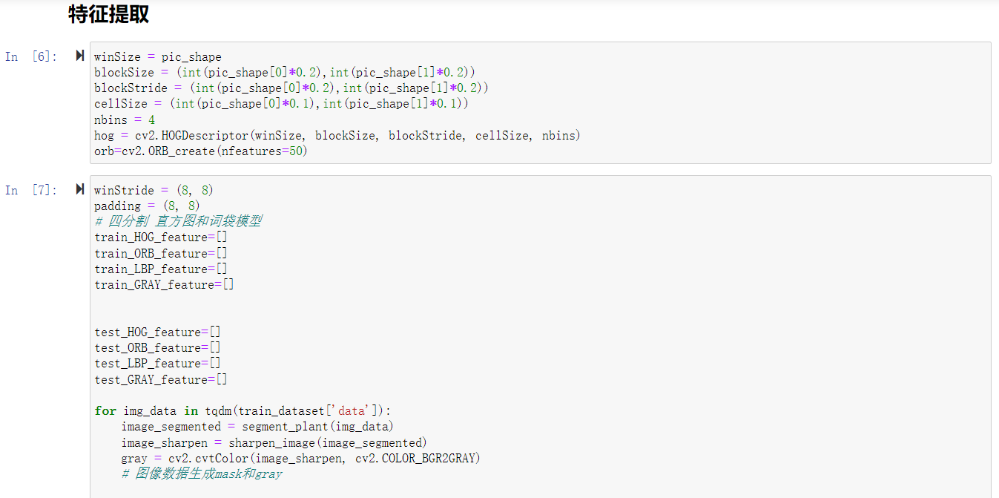 特征提取
In [6]:
winSize = pic_shape
blockSize = (int(pic_shape[0]*0.2),int(pic_shape[1]*0.2))
blockStride = (int(pic_shape[0]*0.2),int(pic_shape[1]*0.2))
cellSize = (int(pic_shape[0]*0.1),int(pic_shape[1]*0.1))
nbins = 4
hog = cv2.HOGDescriptor(winSize, blockSize, blockStride, cellSize, nbins)
orb=cv2.ORB_create(nfeatures=50)
In [7]:
winStride = (8, 8)
padding = (8, 8)
# 四分割 直方图和词袋模型
train_HOG_feature=[]
train_ORB_feature=[]
train_LBP_feature=[]
train_GRAY_feature=[]
test_HOG_feature=[]
test_ORB_feature=[]
test_LBP_feature=[]
test_GRAY_feature=[]
for img_data in tqdm(train_dataset['data']):
    image_segmented = segment_plant(img_data)
    image_sharpen = sharpen_image(image_segmented)
    gray = cv2.cvtColor(image_sharpen, cv2.COLOR_BGR2GRAY)
    # 图像数据生成mask和gray